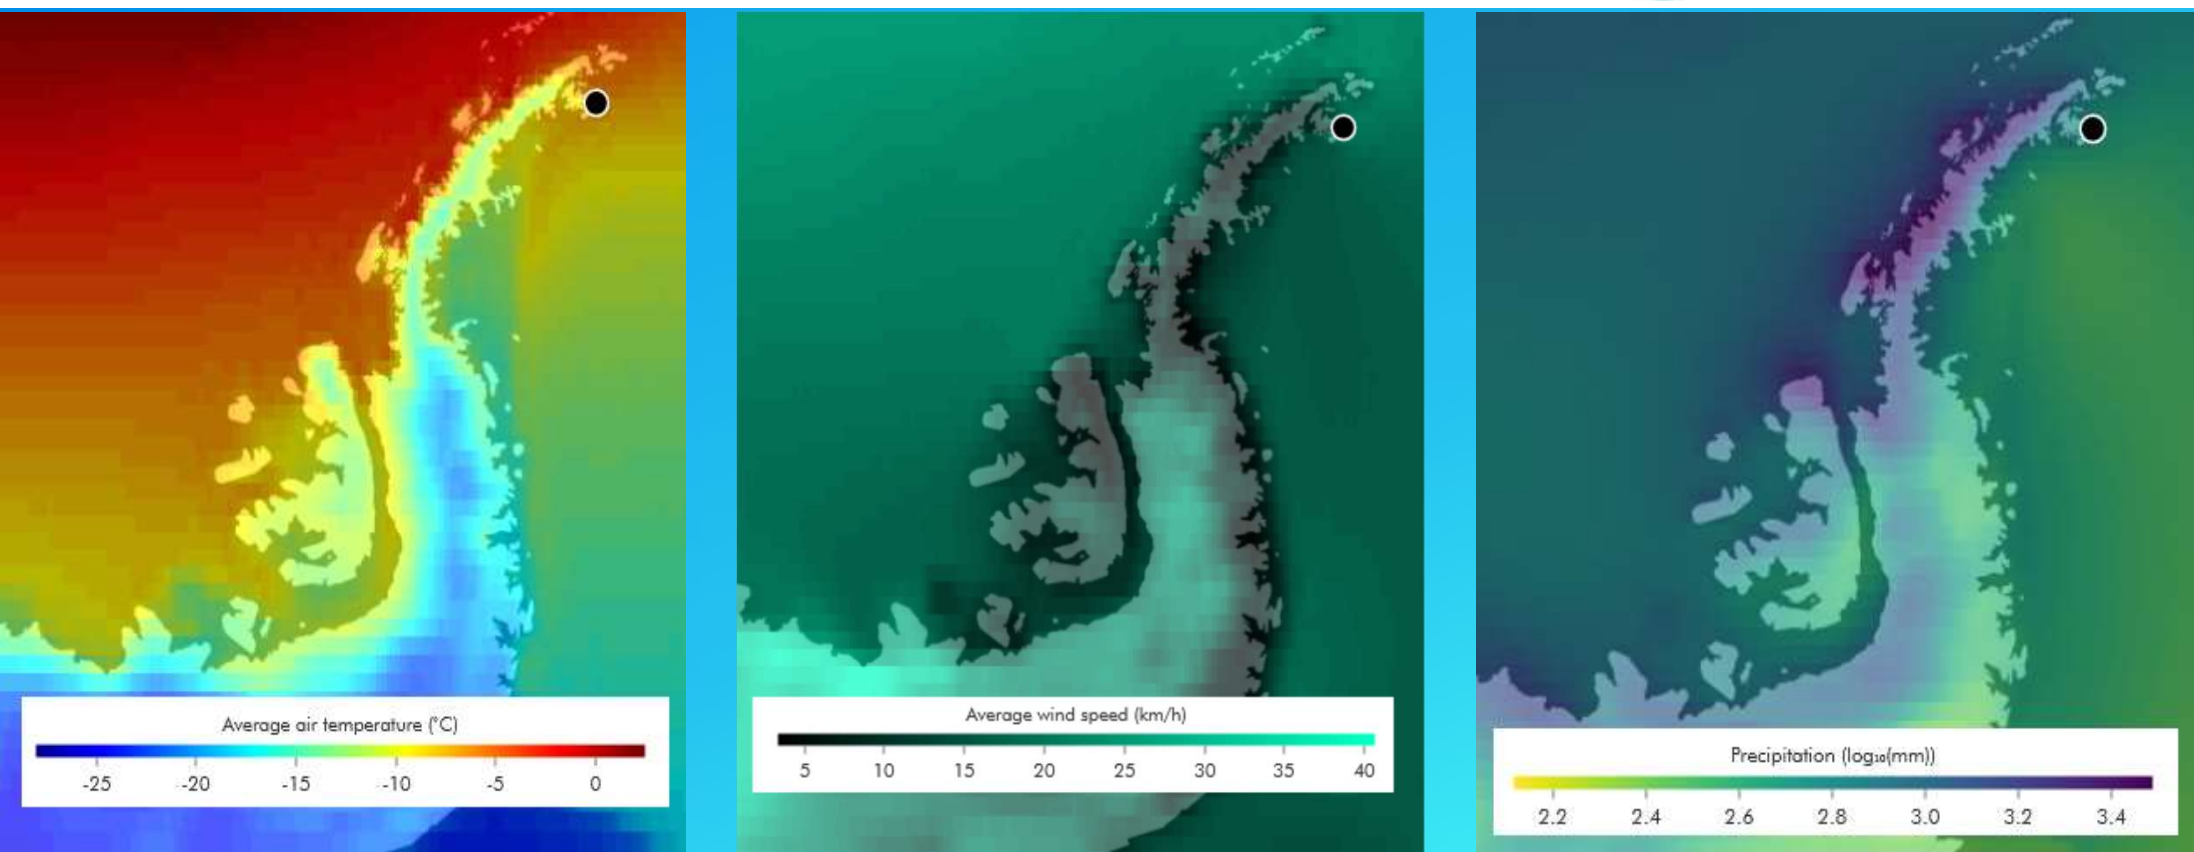 Average air temperature (°C)
-25 -20 -15 -10 -5 0
Average wind speed (km/h)
5 10 15 20 25 30 35 40
Precipitation (log₁₀(mm))
2.2 2.4 2.6 2.8 3.0 3.2 3.4